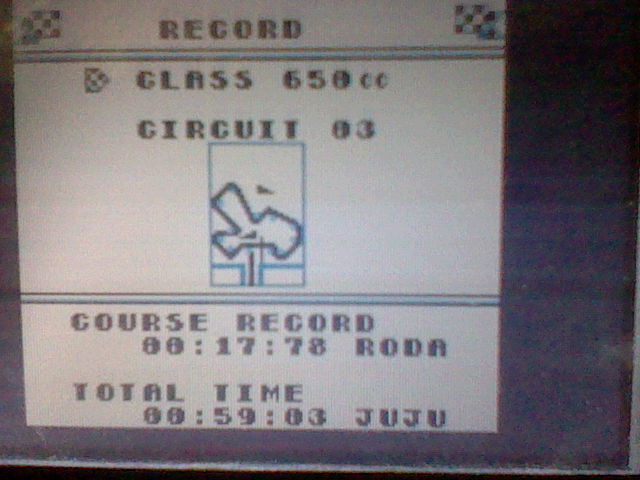 RECORD
CLASS 650cc
CIRCUIT 03
COURSE RECORD
00:17:78 RODA
TOTAL TIME
00:59:03 JUJU